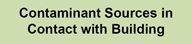 Contaminant Sources in
Contact with Building